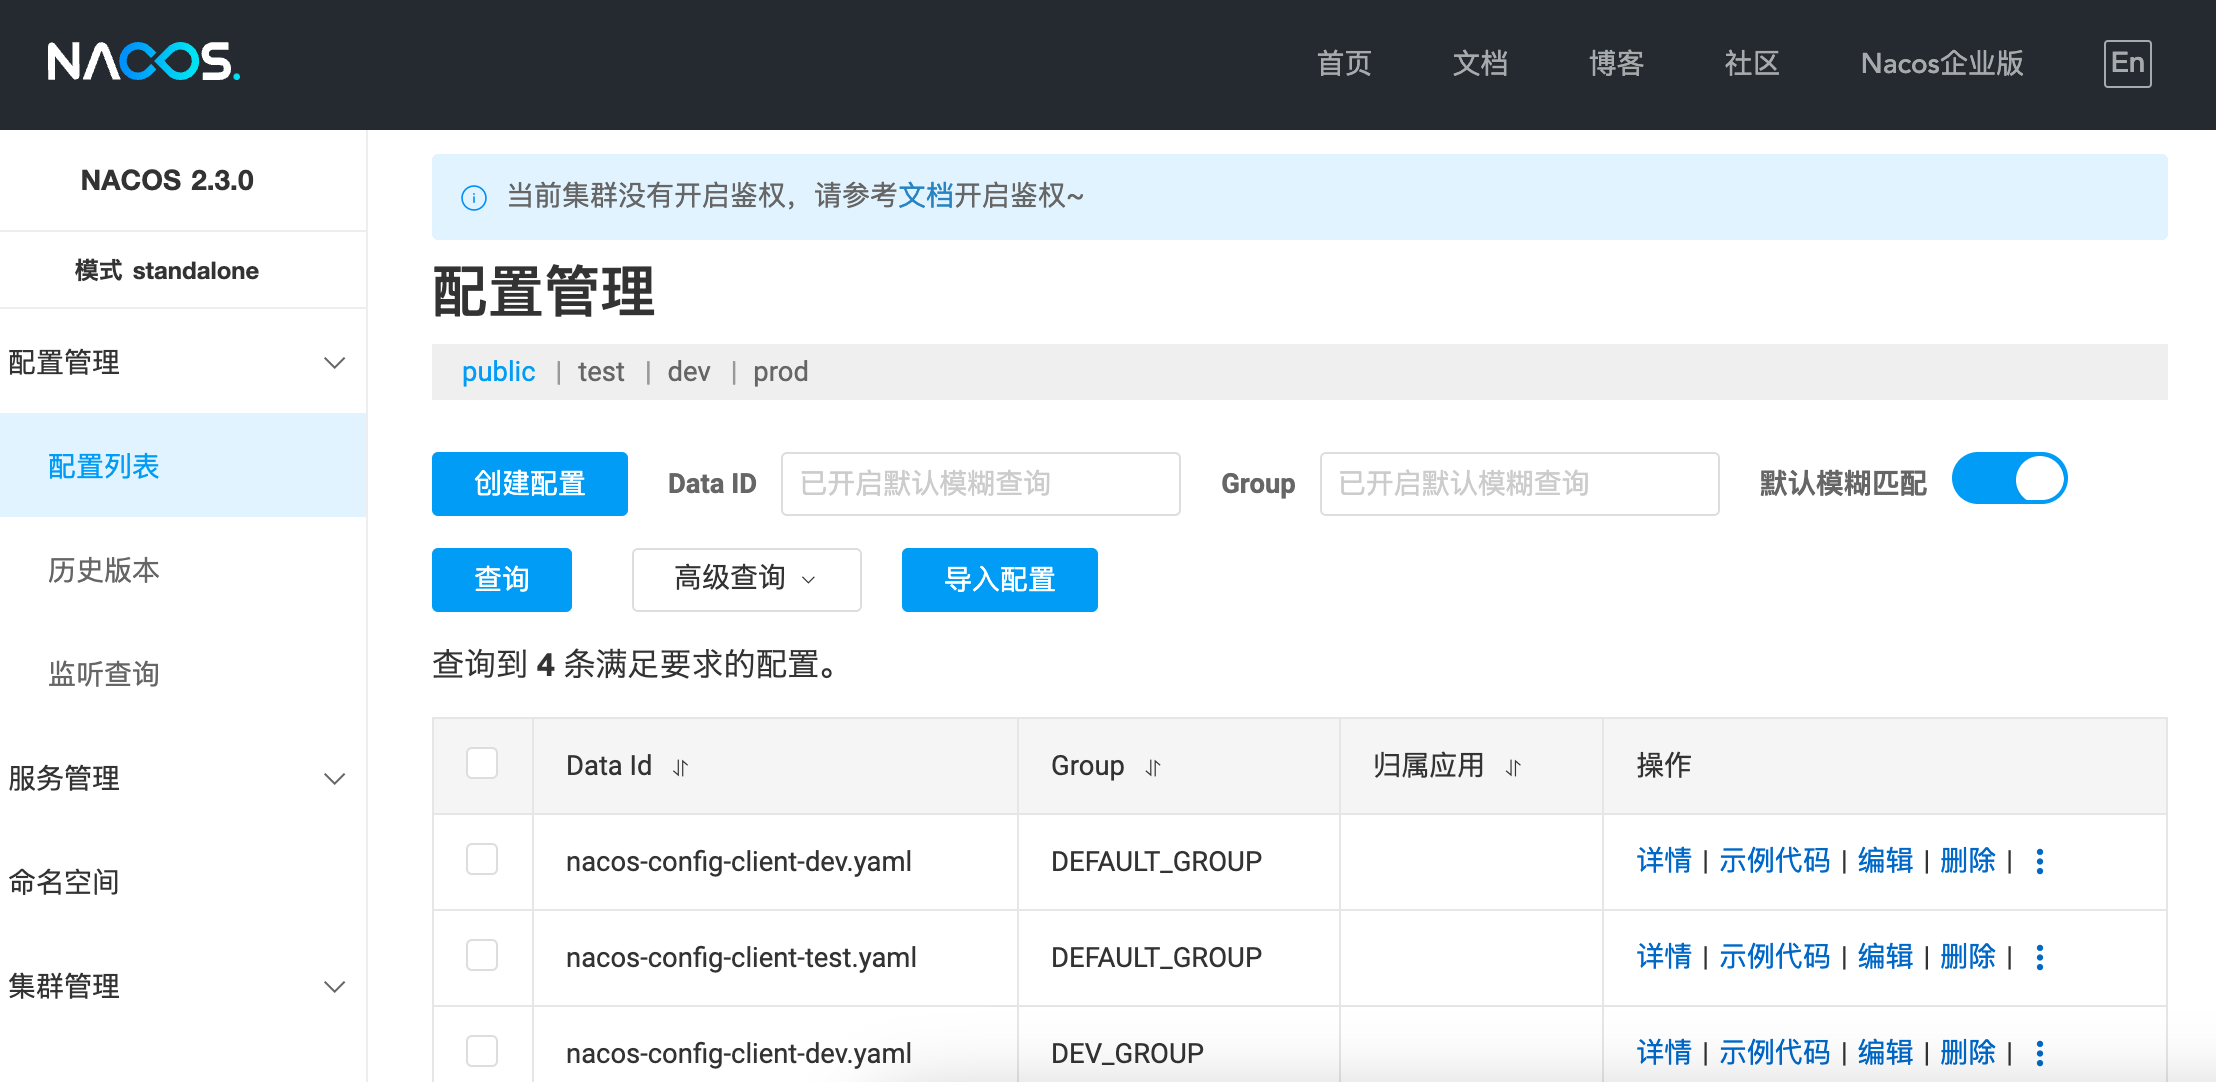 NACOS.
首页 文档 博客 社区 Nacos企业版 En
NACOS 2.3.0
模式 standalone
配置管理
配置列表
历史版本
监听查询
服务管理
命名空间
集群管理
当前集群没有开启鉴权，请参考文档开启鉴权~
配置管理
public | test | dev | prod
创建配置 Data ID 已开启默认模糊查询 Group 已开启默认模糊查询 默认模糊匹配
查询 高级查询 导入配置
查询到 4 条满足要求的配置。
Data Id Group 归属应用 操作
nacos-config-client-dev.yaml DEFAULT_GROUP 详情 | 示例代码 | 编辑 | 删除 |
nacos-config-client-test.yaml DEFAULT_GROUP 详情 | 示例代码 | 编辑 | 删除 |
nacos-config-client-dev.yaml DEV_GROUP 详情 | 示例代码 | 编辑 | 删除 |